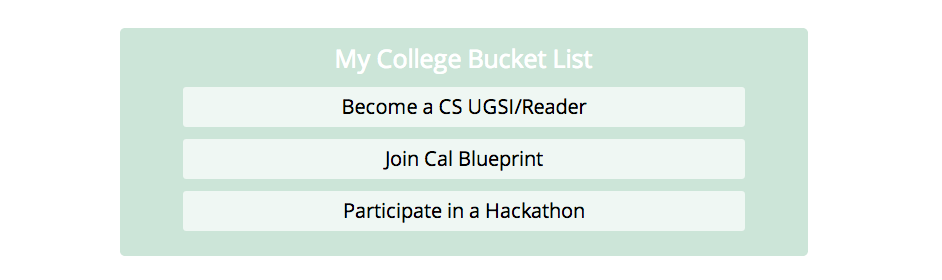 My College Bucket List
Become a CS UGSI/Reader
Join Cal Blueprint
Participate in a Hackathon